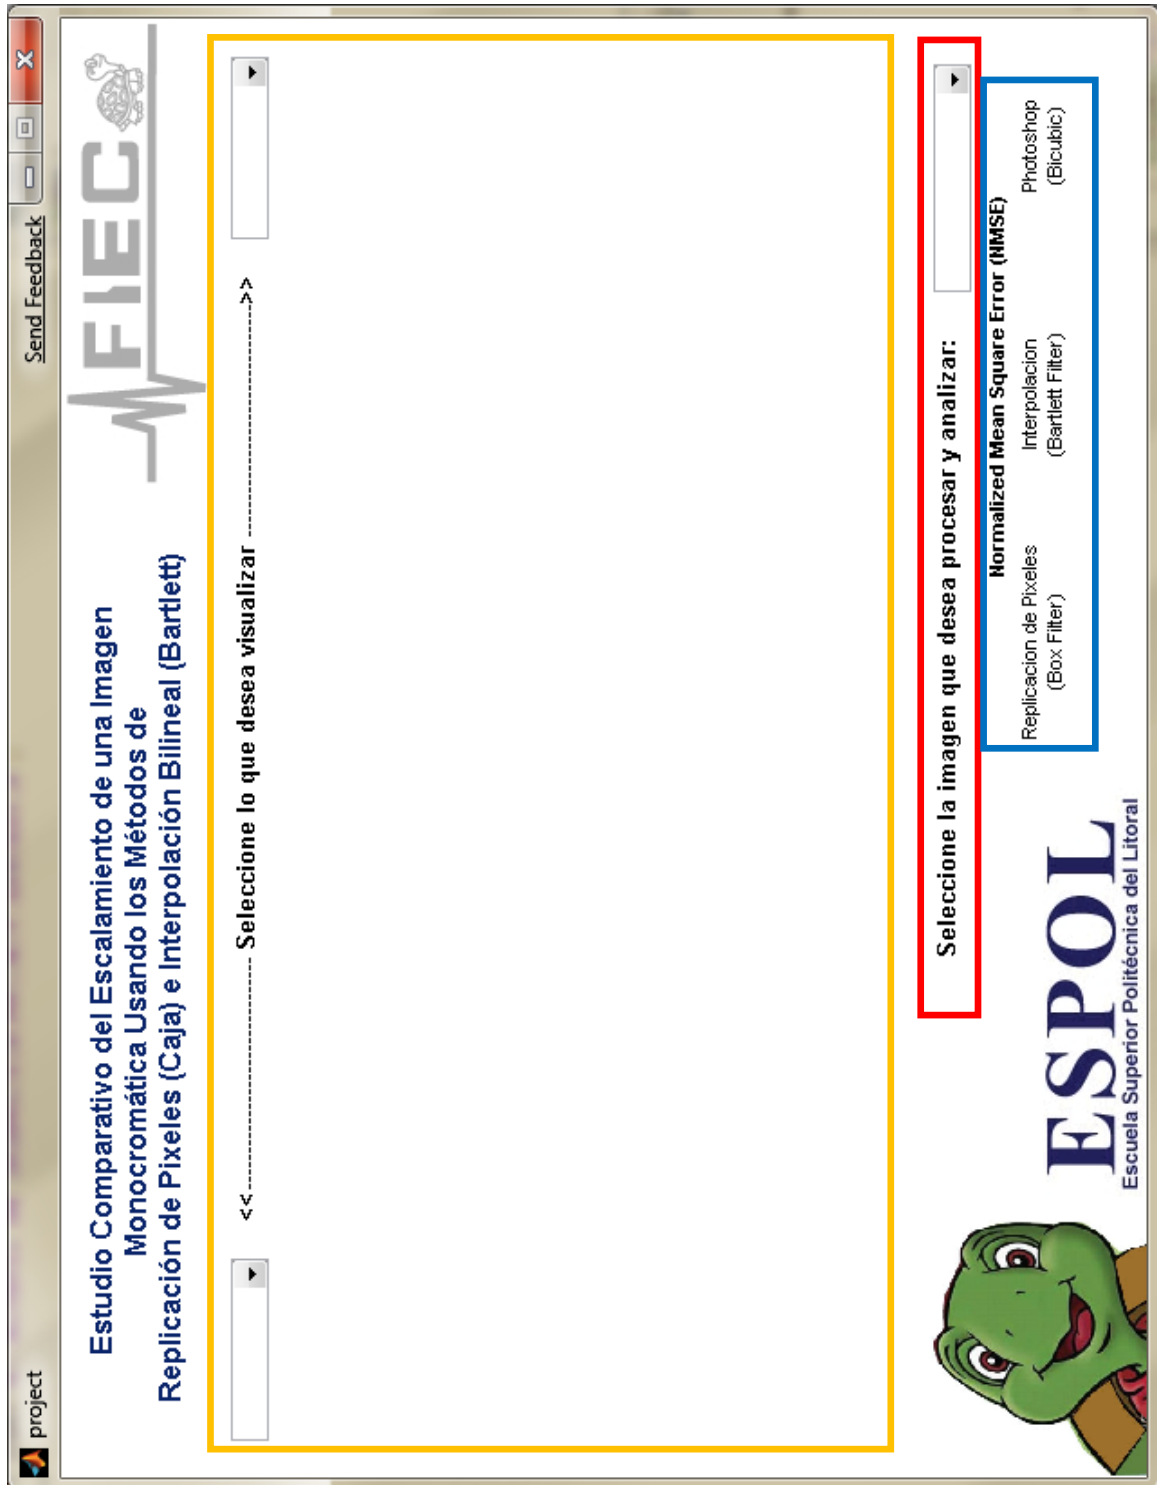 project
Send Feedback
Estudio Comparativo del Escalamiento de una Imagen
Monocromática Usando los Métodos de
Replicación de Pixeles (Caja) e Interpolación Bilineal (Bartlett)
FIEC
<<-------------------------------- Seleccione lo que desea visualizar -------------------------------->>
Seleccione la imagen que desea procesar y analizar:
Normalized Mean Square Error (NMSE)
Replicacion de Pixeles
(Box Filter)
Interpolacion
(Bartlett Filter)
Photoshop
(Bicubic)
ESPOL
Escuela Superior Politécnica del Litoral